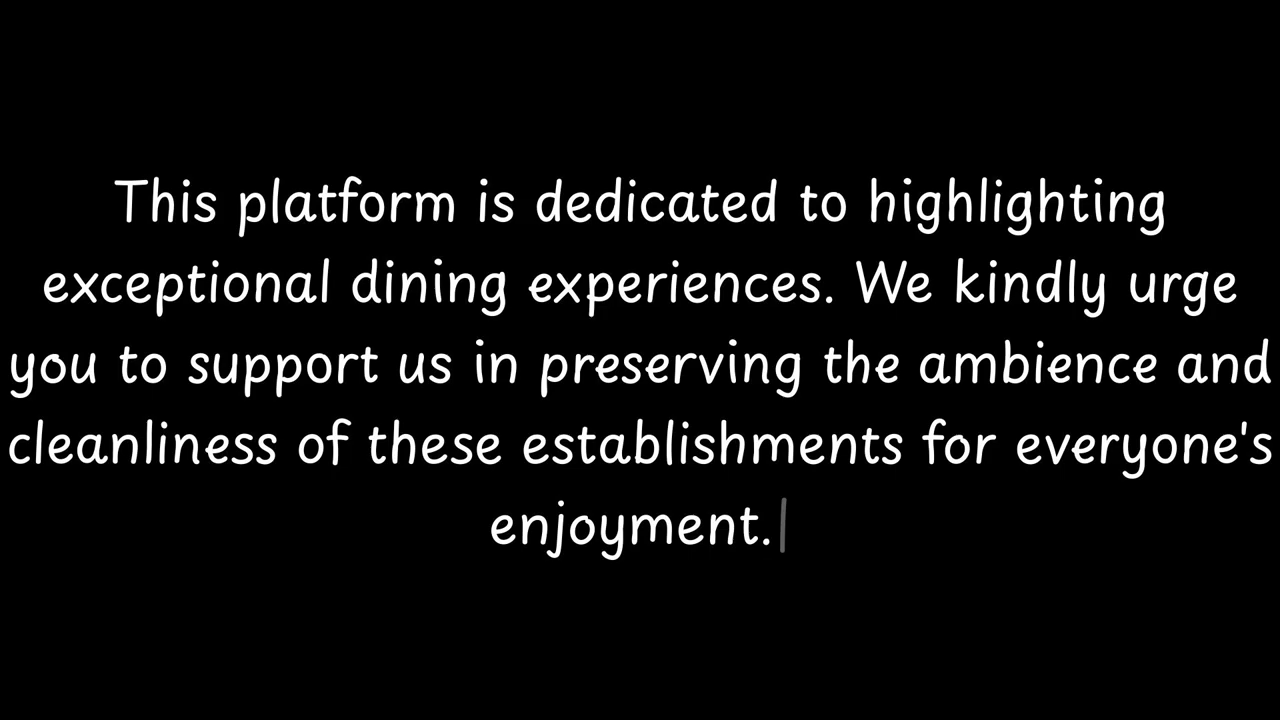 This platform is dedicated to highlighting
exceptional dining experiences. We kindly urge
you to support us in preserving the ambience and
cleanliness of these establishments for everyone's
enjoyment.